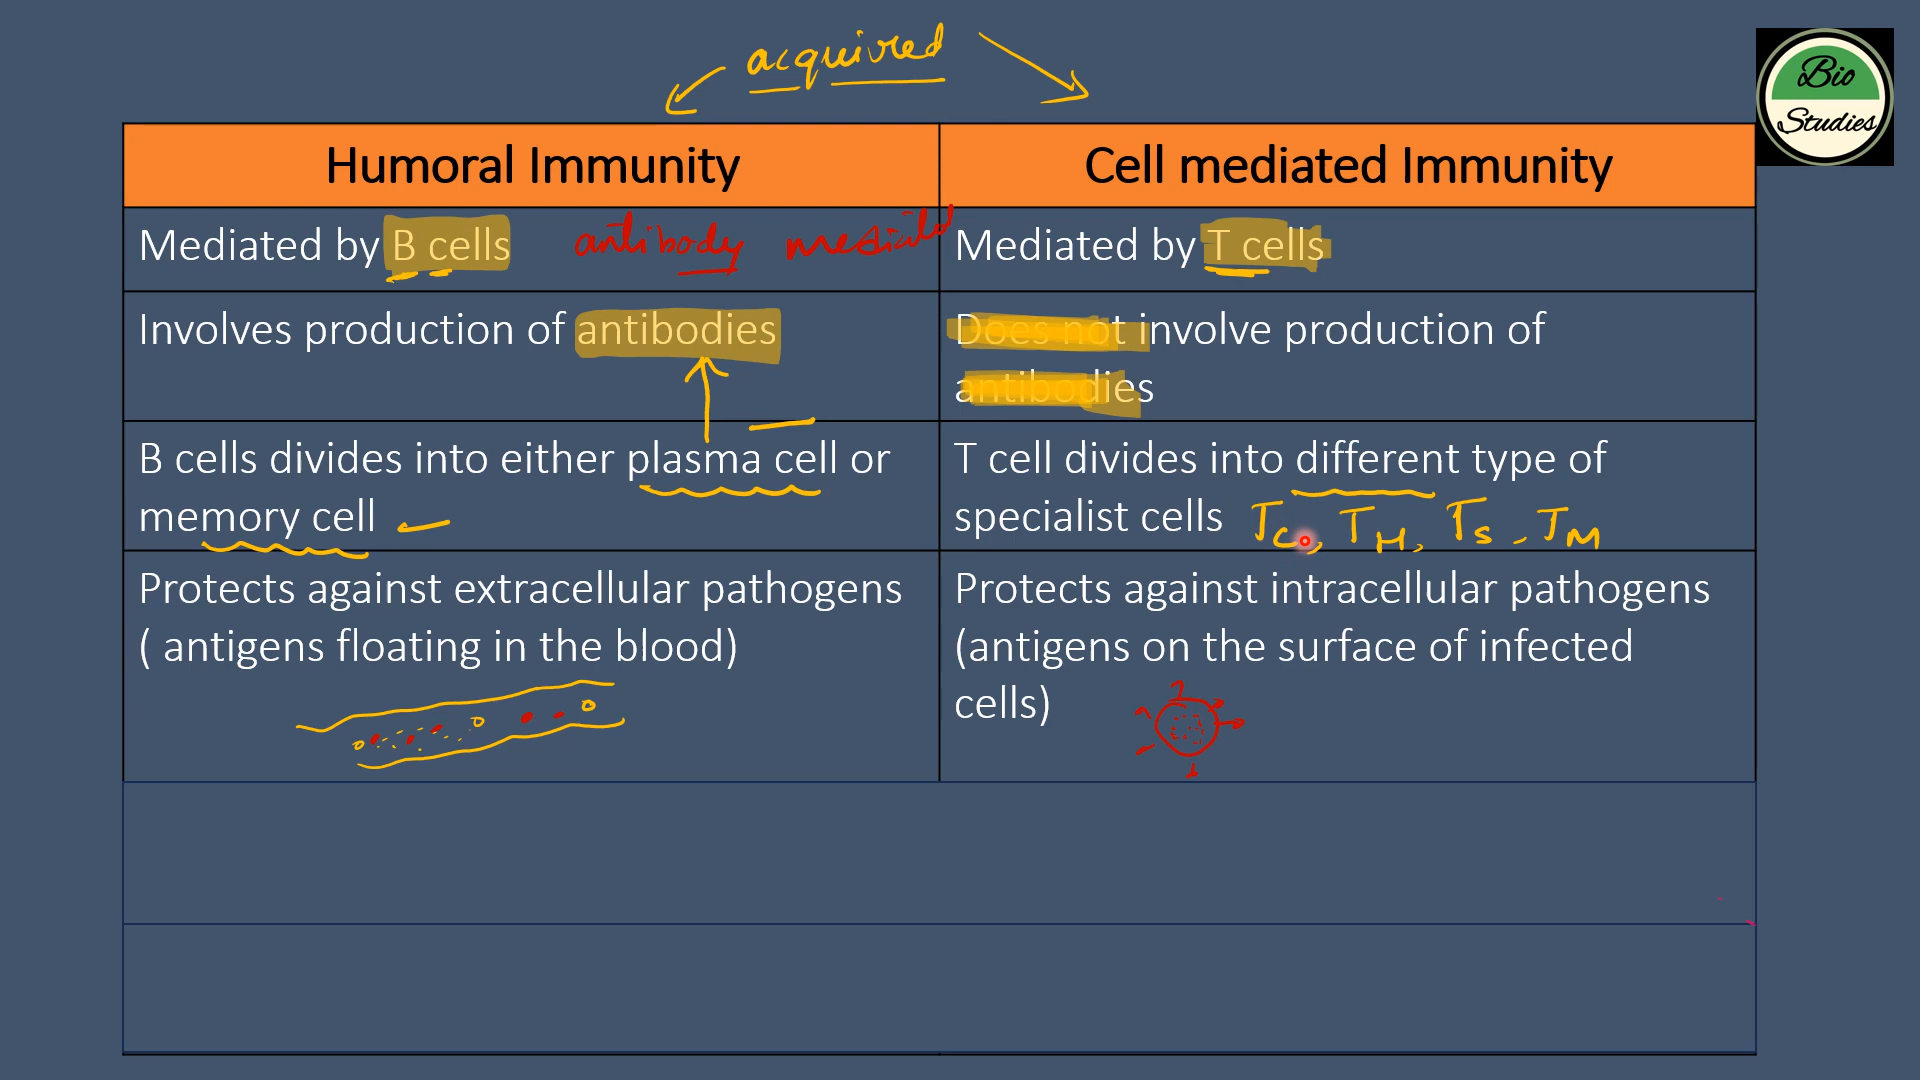 acquired
Bio
Studies
Humoral Immunity
Cell mediated Immunity
Mediated by B cells antibody mediated
Mediated by T cells
Involves production of antibodies
Does not involve production of
antibodies
B cells divides into either plasma cell or
memory cell
T cell divides into different type of
specialist cells Tc, TH, Ts, TM
Protects against extracellular pathogens
( antigens floating in the blood)
Protects against intracellular pathogens
(antigens on the surface of infected
cells)